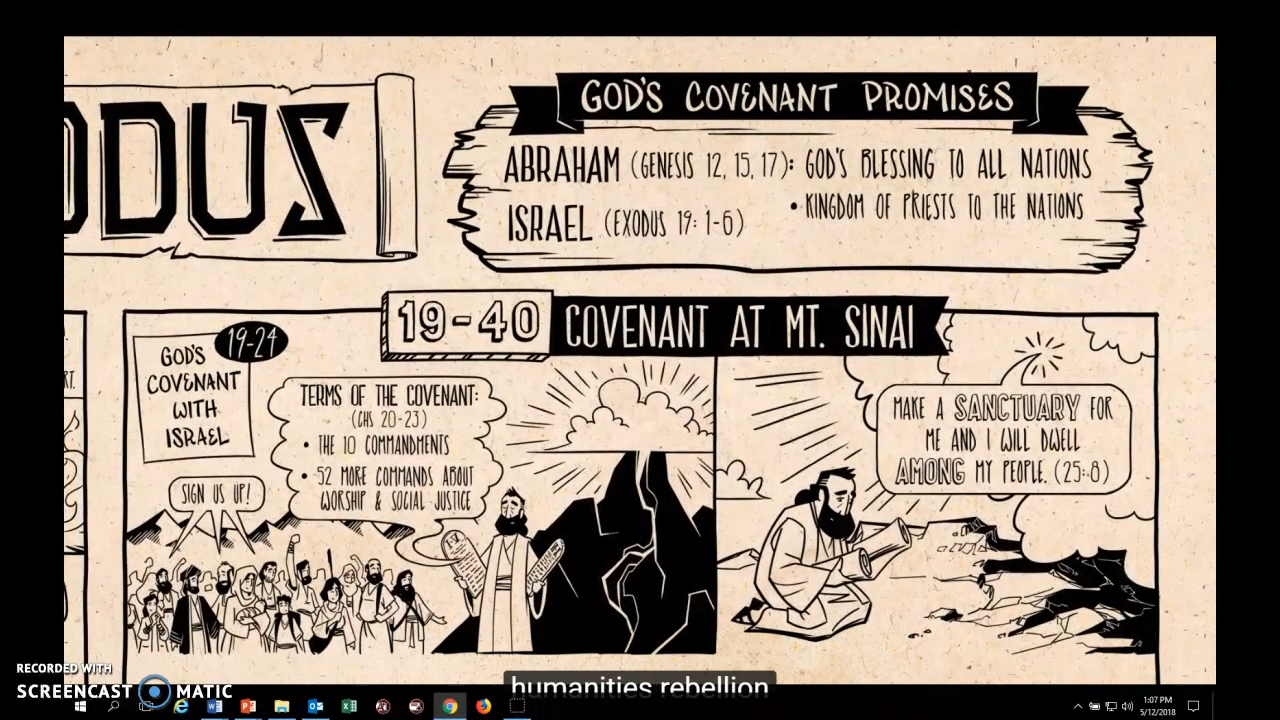 ODUS
GOD'S COVENANT PROMISES
ABRAHAM (GENESIS 12, 15, 17): GOD'S BLESSING TO ALL NATIONS
ISRAEL (EXODUS 19: 1-6)
• KINGDOM OF PRIESTS TO THE NATIONS
19-40 COVENANT AT MT. SINAI
19-24
GOD'S
COVENANT
WITH
ISRAEL
RT.
TERMS OF THE COVENANT:
(CHS 20-23)
• THE 10 COMMANDMENTS
• 52 MORE COMMANDS ABOUT
WORSHIP & SOCIAL JUSTICE
SIGN US UP!
MAKE A SANCTUARY FOR
ME AND I WILL DWELL
AMONG MY PEOPLE. (25:8)
humanities rebellion
RECORDED WITH
SCREENCAST MATIC
1:07 PM
5/12/2018